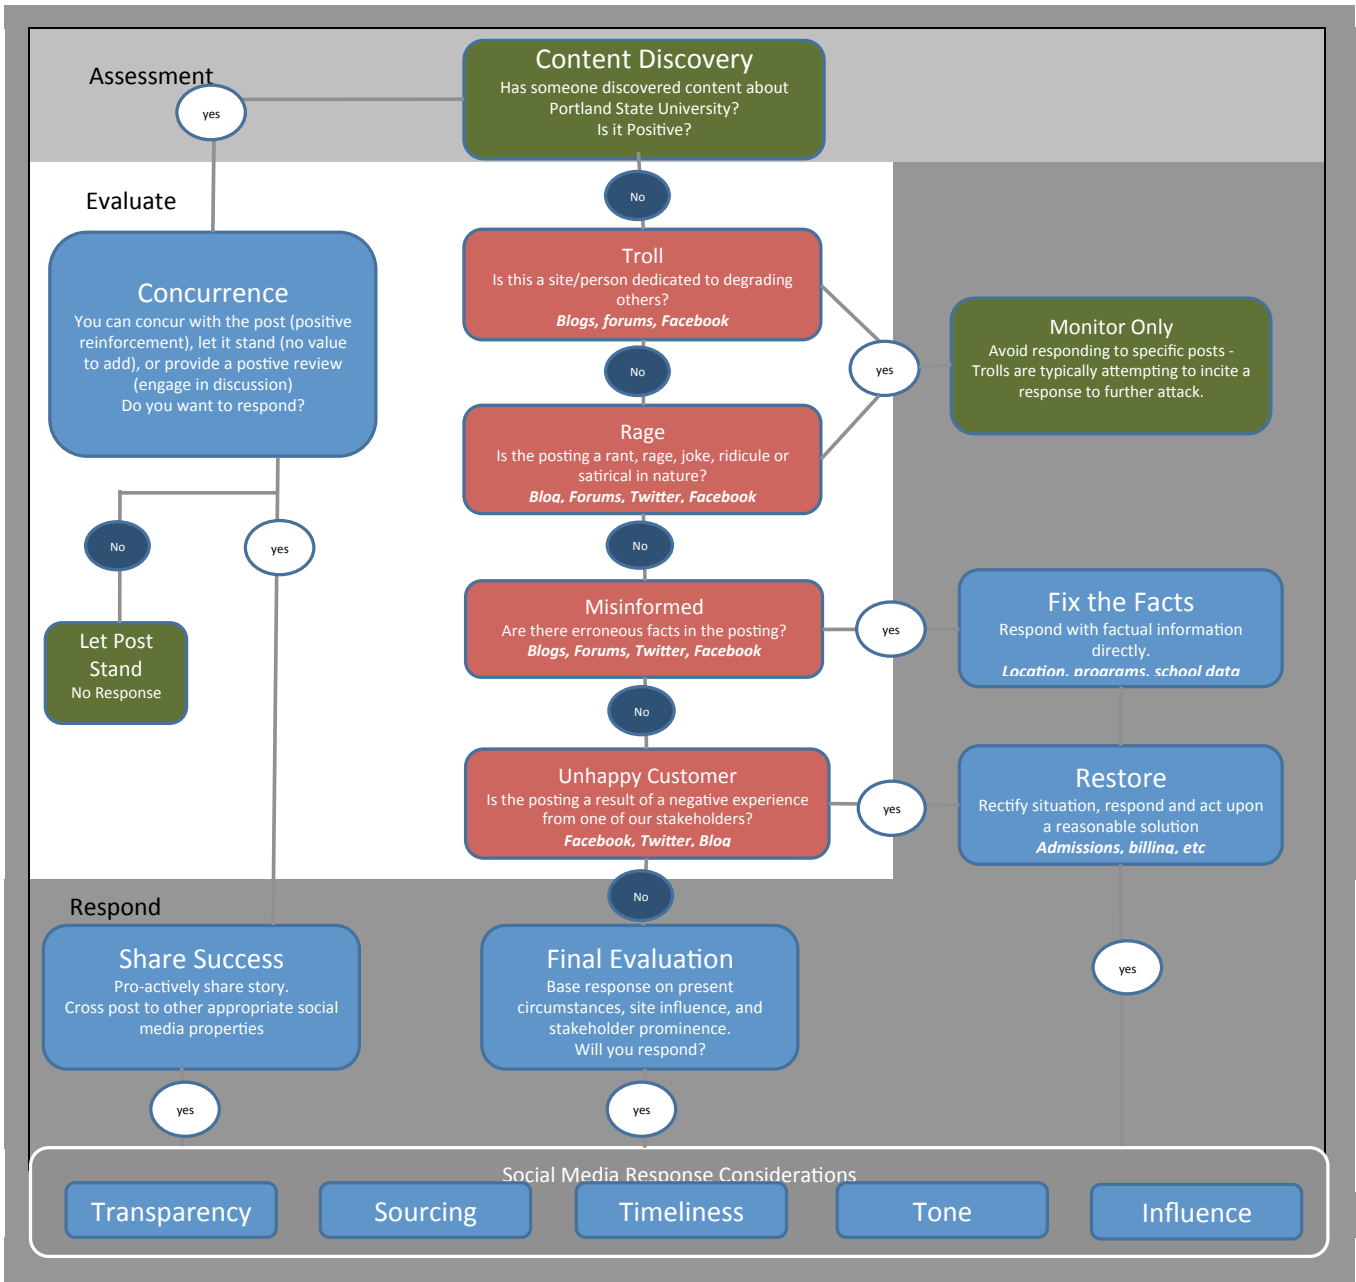 Assessment
Content Discovery
Has someone discovered content about
Portland State University?
Is it Positive?
yes
No
Evaluate
Concurrence
You can concur with the post (positive
reinforcement), let it stand (no value
to add), or provide a postive review
(engage in discussion)
Do you want to respond?
Troll
Is this a site/person dedicated to degrading
others?
Blogs, forums, Facebook
No
yes
Monitor Only
Avoid responding to specific posts -
Trolls are typically attempting to incite a
response to further attack.
Rage
Is the posting a rant, rage, joke, ridicule or
satirical in nature?
Blog, Forums, Twitter, Facebook
No
No
yes
Let Post
Stand
No Response
Misinformed
Are there erroneous facts in the posting?
Blogs, Forums, Twitter, Facebook
yes
Fix the Facts
Respond with factual information
directly.
Location, programs, school data
No
Unhappy Customer
Is the posting a result of a negative experience
from one of our stakeholders?
Facebook, Twitter, Blog
yes
Restore
Rectify situation, respond and act upon
a reasonable solution
Admissions, billing, etc
No
Respond
Share Success
Pro-actively share story.
Cross post to other appropriate social
media properties
Final Evaluation
Base response on present
circumstances, site influence, and
stakeholder prominence.
Will you respond?
yes
yes
yes
Social Media Response Considerations
Transparency
Sourcing
Timeliness
Tone
Influence